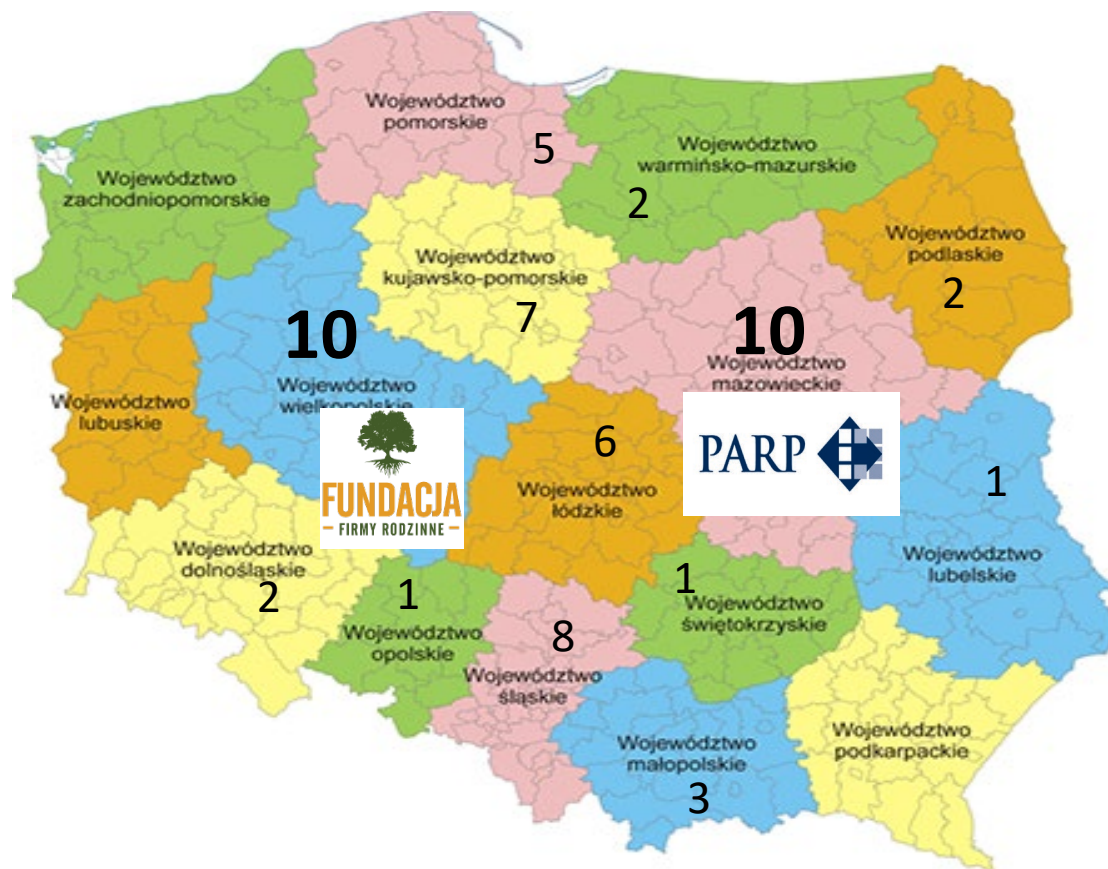 Województwo
pomorskie
5
Województwo
warmińsko-mazurskie
2
Województwo
zachodniopomorskie
Województwo
kujawsko-pomorskie
7
Województwo
podlaskie
2
10
Województwo
wielkopolskie
10
Województwo
mazowieckie
Województwo
lubuskie
FUNDACJA
- FIRMY RODZINNE -
PARP
6
Województwo
łódzkie
1
Województwo
lubelskie
Województwo
dolnośląskie
2
1
Województwo
opolskie
1
Województwo
świętokrzyskie
8
Województwo
śląskie
Województwo
małopolskie
3
Województwo
podkarpackie